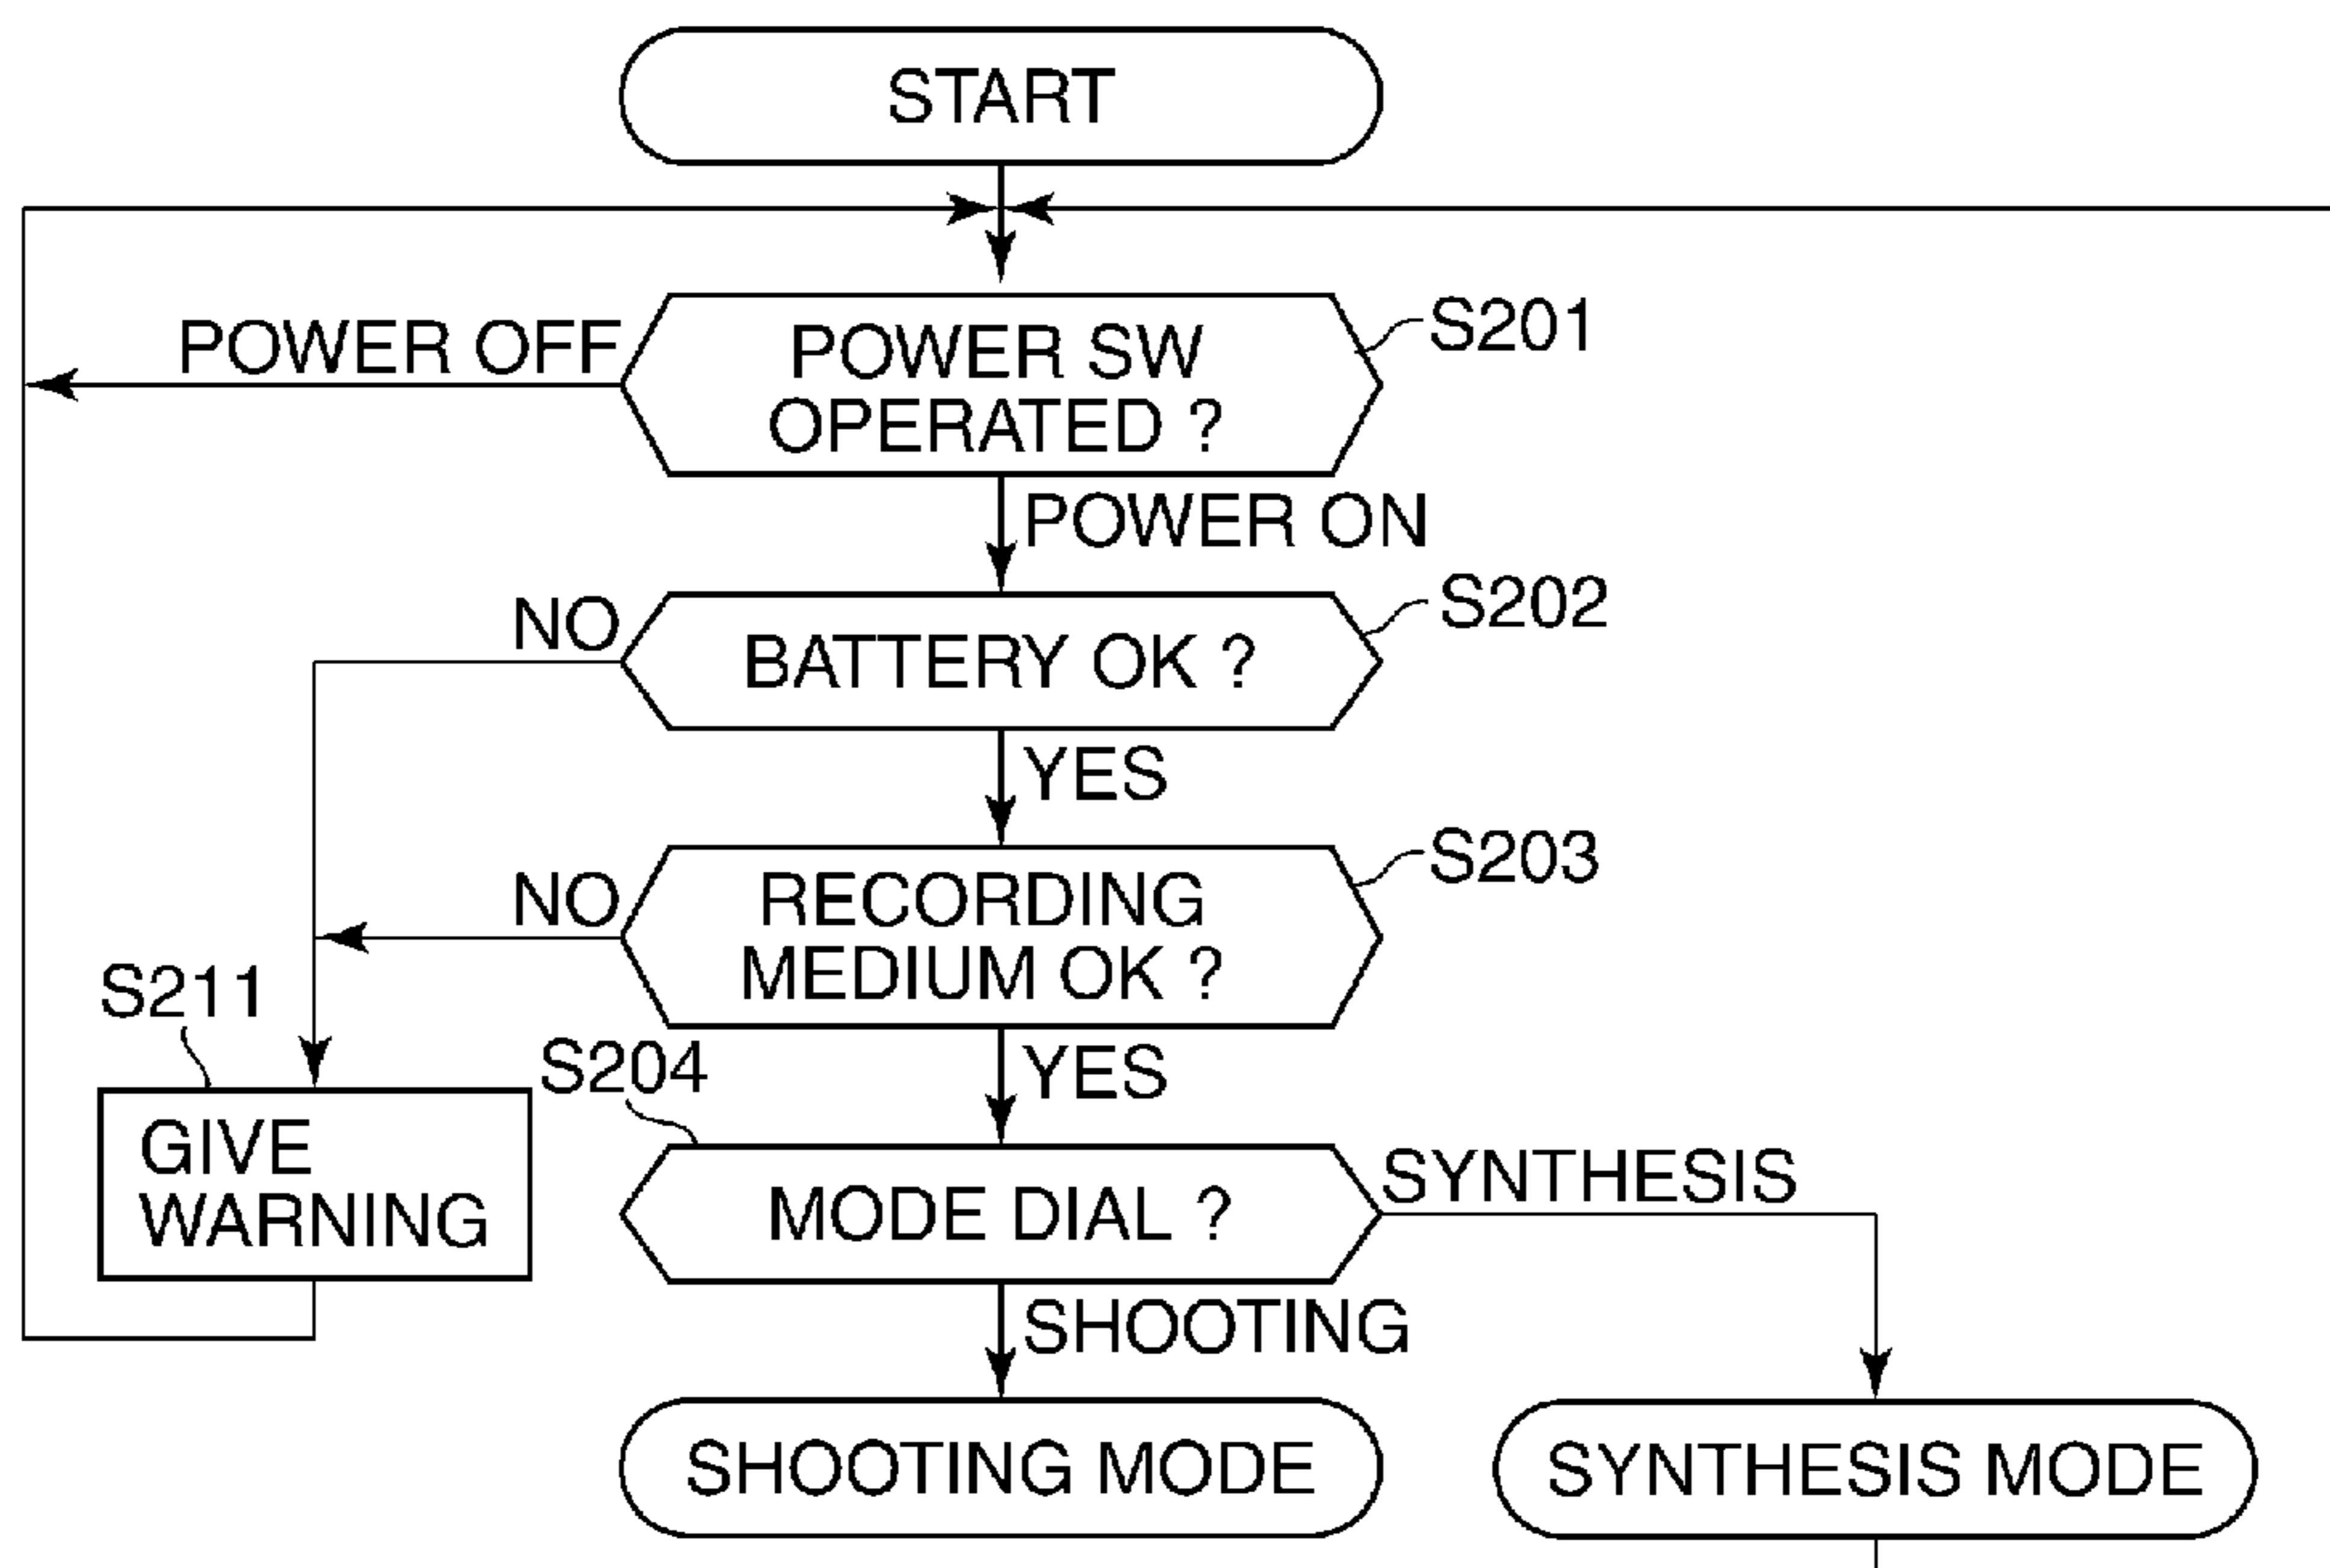 START
POWER OFF
POWER SW
OPERATED ?
S201
POWER ON
NO
BATTERY OK ?
S202
YES
NO
RECORDING
MEDIUM OK ?
S203
S211
YES
S204
GIVE
WARNING
MODE DIAL ?
SYNTHESIS
SHOOTING
SHOOTING MODE
SYNTHESIS MODE